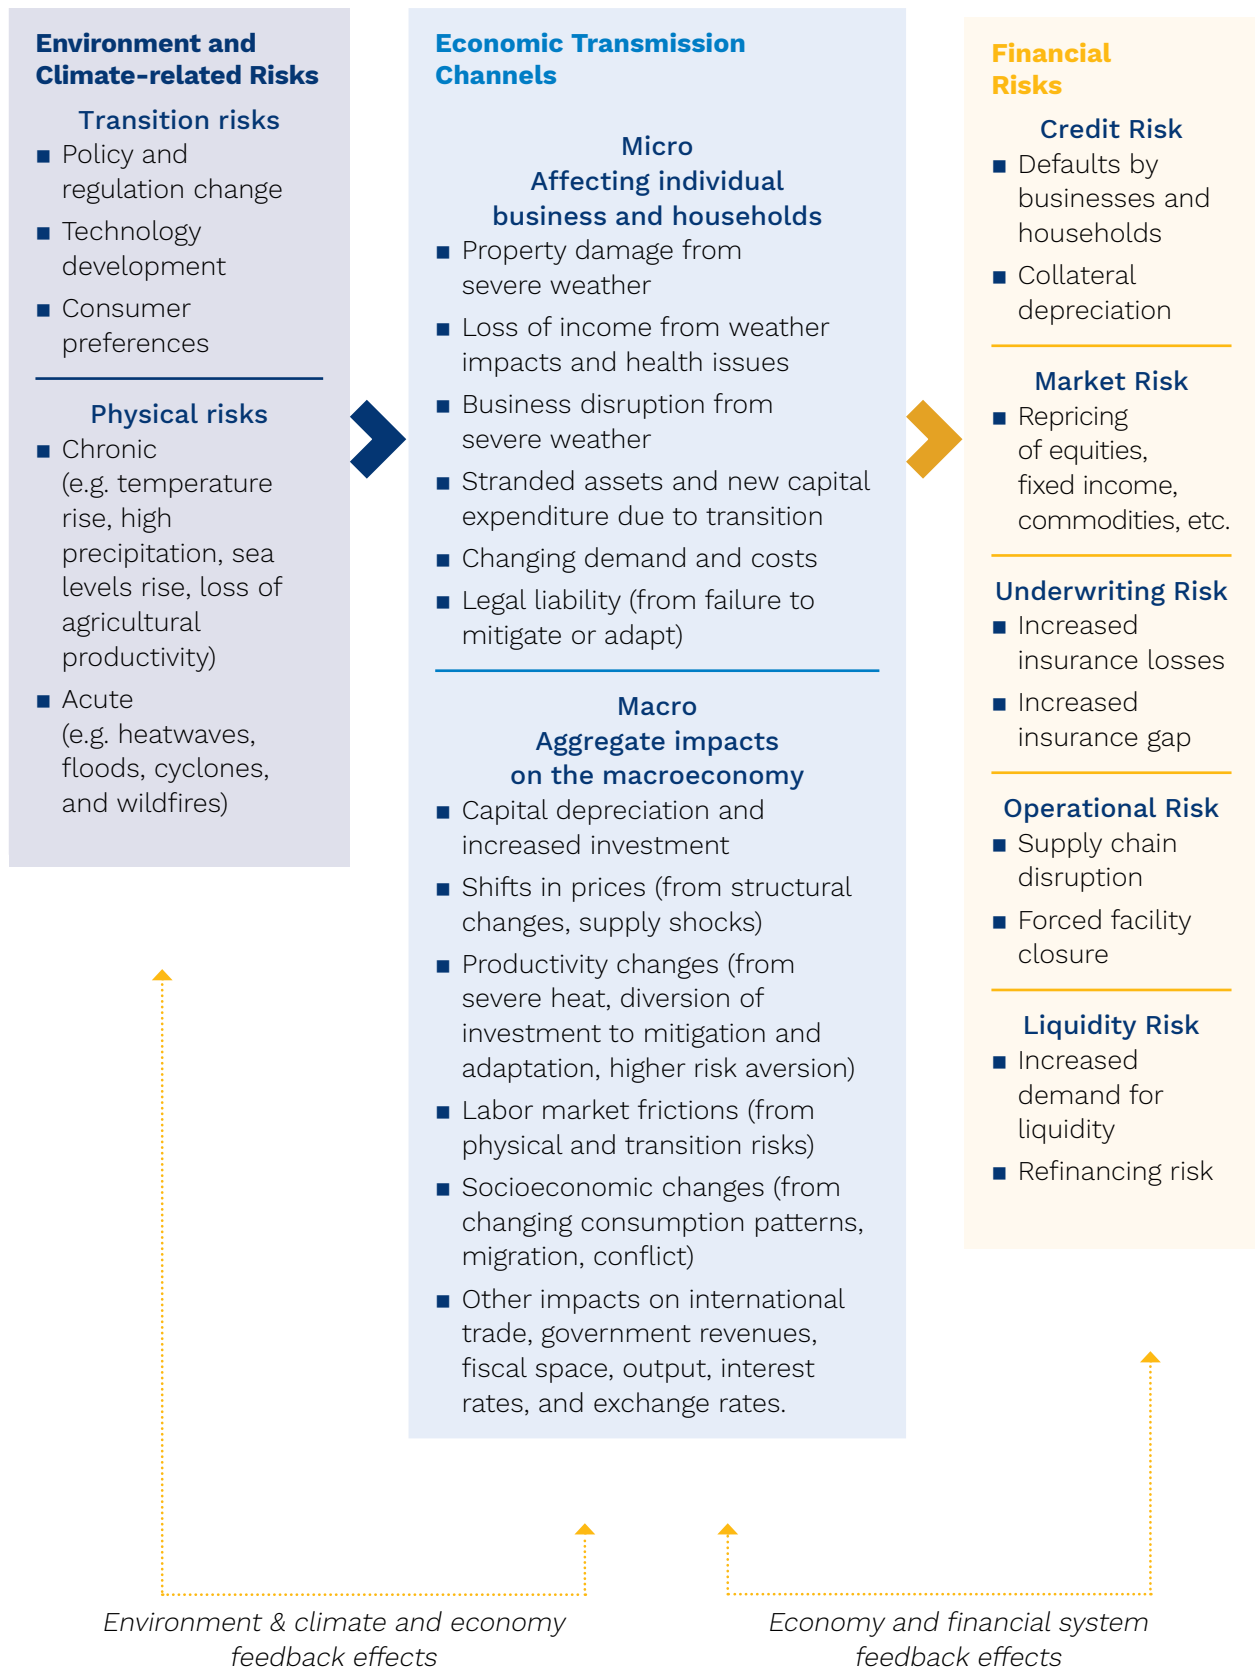 Environment and
Climate-related Risks
Transition risks
■ Policy and
regulation change
■ Technology
development
■ Consumer
preferences
Physical risks
■ Chronic
(e.g. temperature
rise, high
precipitation, sea
levels rise, loss of
agricultural
productivity)
■ Acute
(e.g. heatwaves,
floods, cyclones,
and wildfires)
Economic Transmission
Channels
Micro
Affecting individual
business and households
■ Property damage from
severe weather
■ Loss of income from weather
impacts and health issues
■ Business disruption from
severe weather
■ Stranded assets and new capital
expenditure due to transition
■ Changing demand and costs
■ Legal liability (from failure to
mitigate or adapt)
Macro
Aggregate impacts
on the macroeconomy
■ Capital depreciation and
increased investment
■ Shifts in prices (from structural
changes, supply shocks)
■ Productivity changes (from
severe heat, diversion of
investment to mitigation and
adaptation, higher risk aversion)
■ Labor market frictions (from
physical and transition risks)
■ Socioeconomic changes (from
changing consumption patterns,
migration, conflict)
■ Other impacts on international
trade, government revenues,
fiscal space, output, interest
rates, and exchange rates.
Financial
Risks
Credit Risk
■ Defaults by
businesses and
households
■ Collateral
depreciation
Market Risk
■ Repricing
of equities,
fixed income,
commodities, etc.
Underwriting Risk
■ Increased
insurance losses
■ Increased
insurance gap
Operational Risk
■ Supply chain
disruption
■ Forced facility
closure
Liquidity Risk
■ Increased
demand for
liquidity
■ Refinancing risk
Environment & climate and economy
feedback effects
Economy and financial system
feedback effects